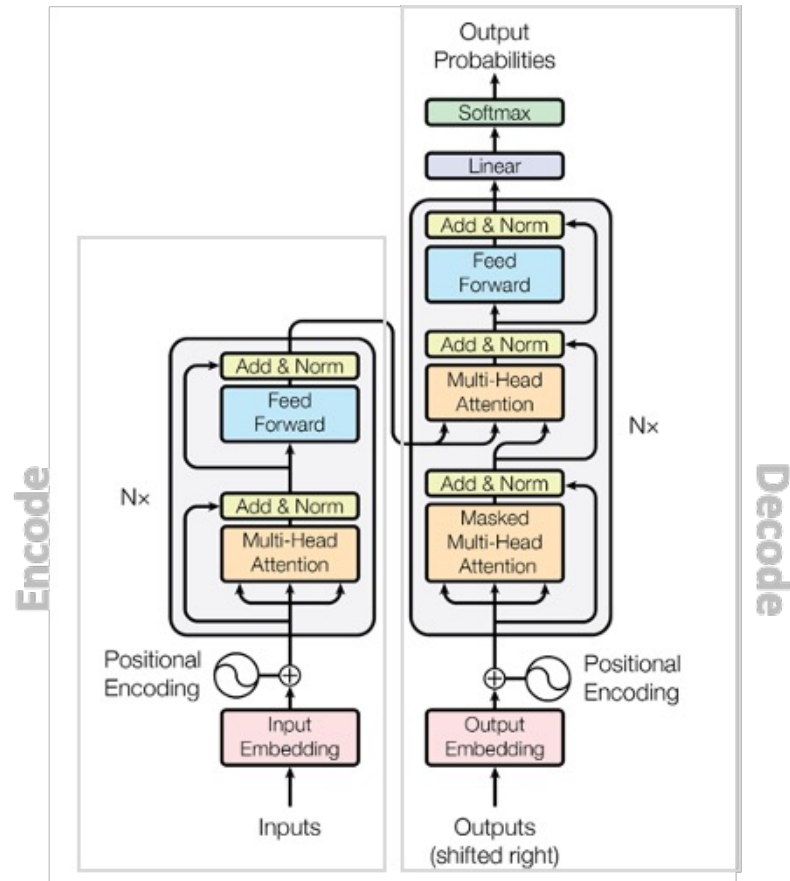 Encode
Nx
Add & Norm
Feed
Forward
Add & Norm
Multi-Head
Attention
Positional
Encoding
Input
Embedding
Inputs
Output
Probabilities
Softmax
Linear
Add & Norm
Feed
Forward
Add & Norm
Multi-Head
Attention
Nx
Add & Norm
Masked
Multi-Head
Attention
Positional
Encoding
Output
Embedding
Outputs
(shifted right)
Decode